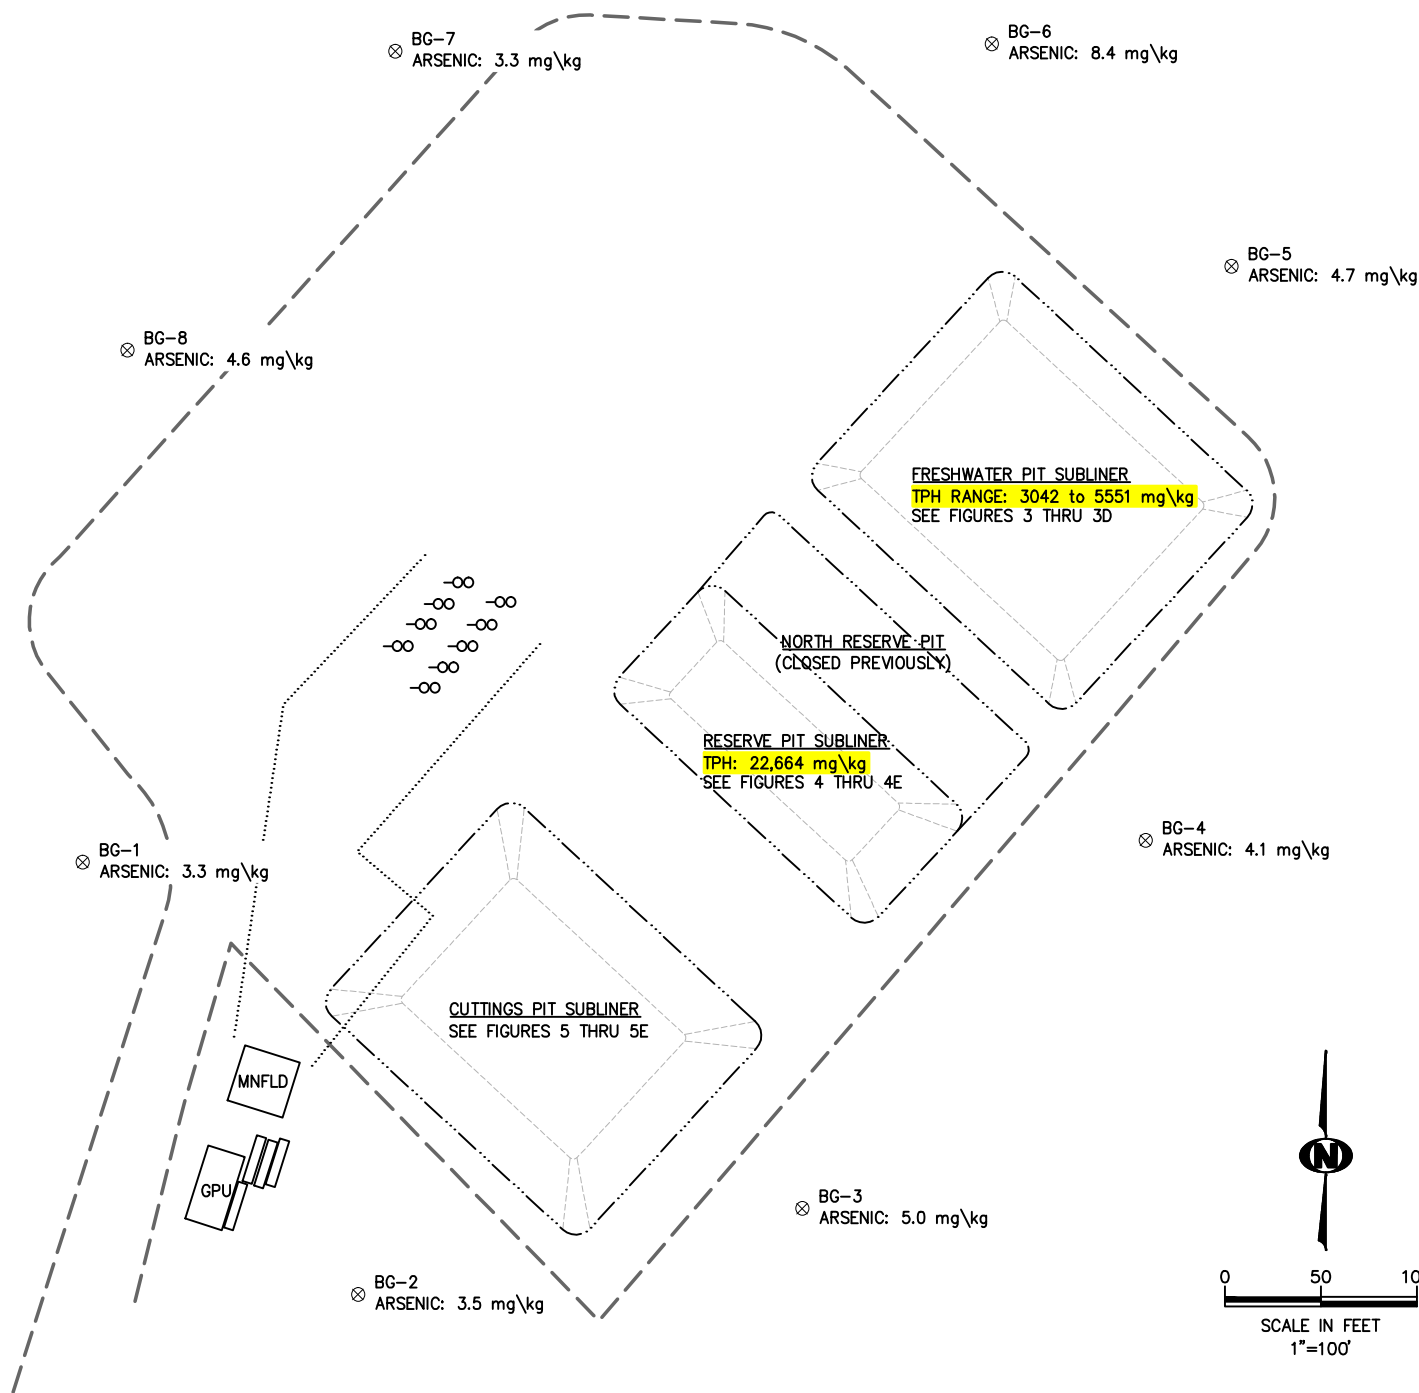 BG-7
ARSENIC: 3.3 mg\kg
BG-6
ARSENIC: 8.4 mg\kg
BG-5
ARSENIC: 4.7 mg\kg
BG-8
ARSENIC: 4.6 mg\kg
FRESHWATER PIT SUBLINER
TPH RANGE: 3042 to 5551 mg\kg
SEE FIGURES 3 THRU 3D
NORTH RESERVE PIT
(CLOSED PREVIOUSLY)
RESERVE PIT SUBLINER
TPH: 22,664 mg\kg
SEE FIGURES 4 THRU 4E
BG-4
ARSENIC: 4.1 mg\kg
BG-1
ARSENIC: 3.3 mg\kg
CUTTINGS PIT SUBLINER
SEE FIGURES 5 THRU 5E
MNFLD
GPU
BG-3
ARSENIC: 5.0 mg\kg
BG-2
ARSENIC: 3.5 mg\kg
N
0 50 10
SCALE IN FEET
1"=100'